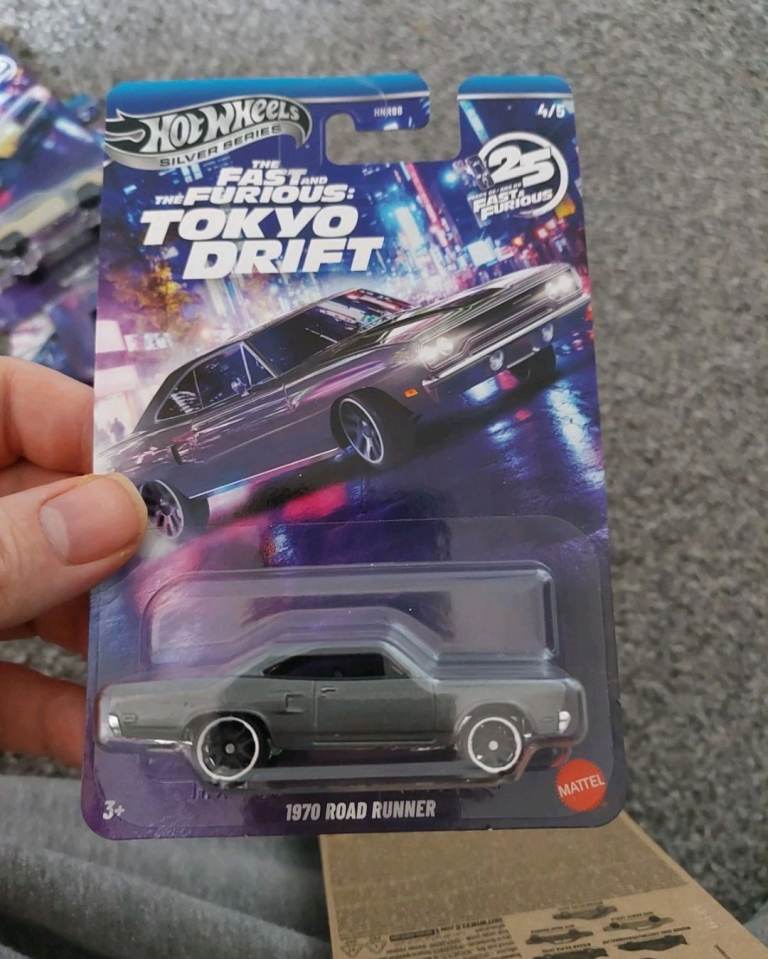 HOT WHEELS
SILVER SERIES
HNR88
4/5
THE
FAST AND
THE FURIOUS:
TOKYO
DRIFT
25
FAST &
FURIOUS
MATTEL
3+
1970 ROAD RUNNER